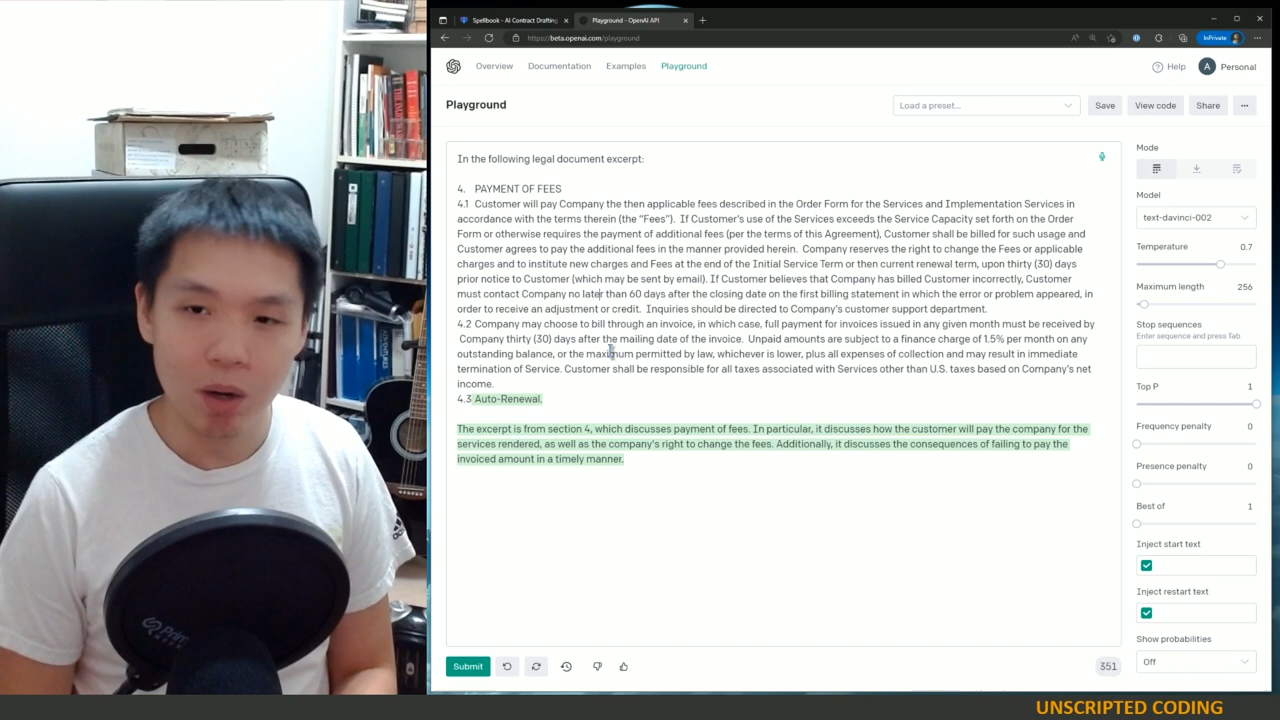 Spellbook - AI Contract Drafting
Playground - OpenAI API
https://beta.openai.com/playground
InPrivate
Overview
Documentation
Examples
Playground
Help
A
Personal
Playground
Load a preset...
Save
View code
Share
In the following legal document excerpt:
4. PAYMENT OF FEES
4.1 Customer will pay Company the then applicable fees described in the Order Form for the Services and Implementation Services in
accordance with the terms therein (the “Fees”). If Customer’s use of the Services exceeds the Service Capacity set forth on the Order
Form or otherwise requires the payment of additional fees (per the terms of this Agreement), Customer shall be billed for such usage and
Customer agrees to pay the additional fees in the manner provided herein. Company reserves the right to change the Fees or applicable
charges and to institute new charges and Fees at the end of the Initial Service Term or then current renewal term, upon thirty (30) days
prior notice to Customer (which may be sent by email). If Customer believes that Company has billed Customer incorrectly, Customer
must contact Company no later than 60 days after the closing date on the first billing statement in which the error or problem appeared, in
order to receive an adjustment or credit. Inquiries should be directed to Company’s customer support department.
4.2 Company may choose to bill through an invoice, in which case, full payment for invoices issued in any given month must be received by
Company thirty (30) days after the mailing date of the invoice. Unpaid amounts are subject to a finance charge of 1.5% per month on any
outstanding balance, or the maximum permitted by law, whichever is lower, plus all expenses of collection and may result in immediate
termination of Service. Customer shall be responsible for all taxes associated with Services other than U.S. taxes based on Company’s net
income.
4.3 Auto-Renewal.
The excerpt is from section 4, which discusses payment of fees. In particular, it discusses how the customer will pay the company for the
services rendered, as well as the company's right to change the fees. Additionally, it discusses the consequences of failing to pay the
invoiced amount in a timely manner.
Submit
351
Mode
Model
text-davinci-002
Temperature 0.7
Maximum length 256
Stop sequences
Enter sequence and press Tab
Top P 1
Frequency penalty 0
Presence penalty 0
Best of 1
Inject start text
Inject restart text
Show probabilities
Off
UNSCRIPTED CODING